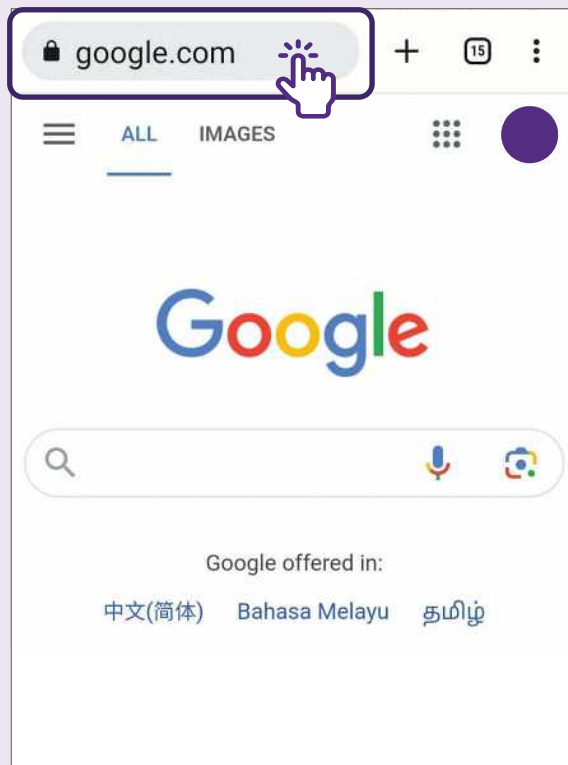 google.com 15
ALL IMAGES
Google
Google offered in:
中文(简体) Bahasa Melayu தமிழ்